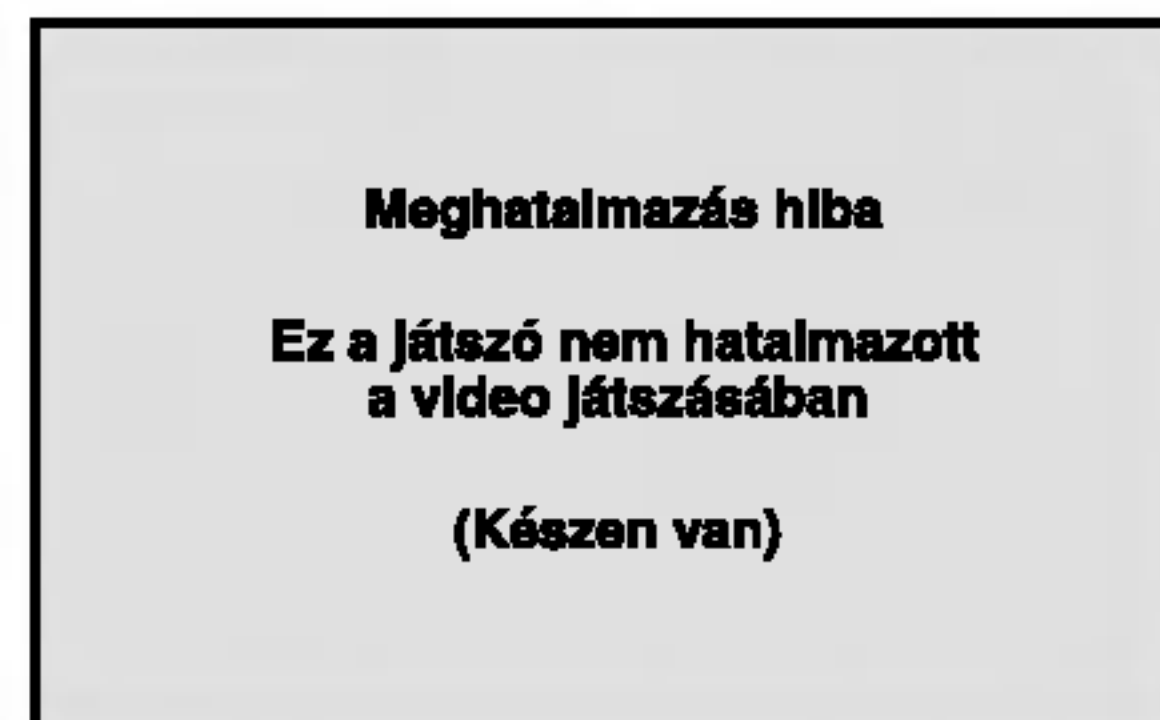 Meghatalmazás hiba
Ez a játszó nem hatalmazott
a video játszásában
(Készen van)